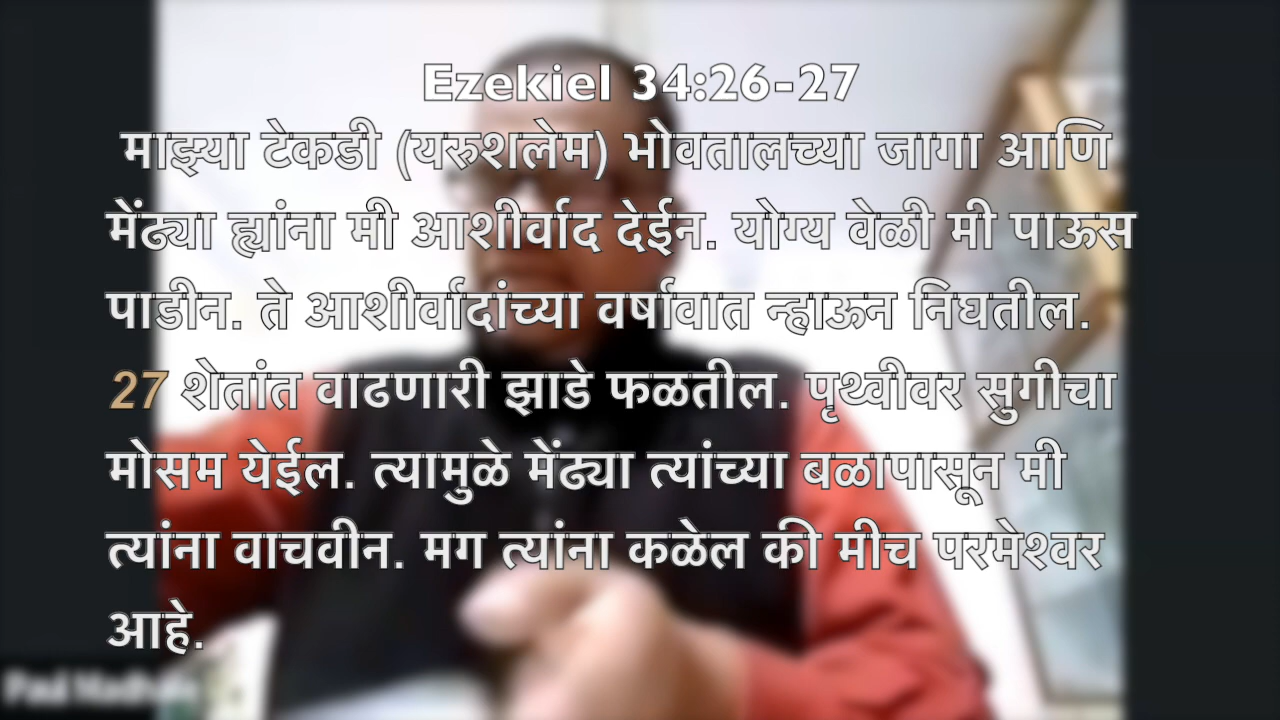 Ezekiel 34:26-27
माझ्या टेकडी (यरुशलेम) भोवतालच्या जागा आणि
मेंढ्या ह्यांना मी आशीर्वाद देईन. योग्य वेळी मी पाऊस
पाडीन. ते आशीर्वादांच्या वर्षावात न्हाऊन निघतील.
27 शेतांत वाढणारी झाडे फळतील. पृथ्वीवर सुगीचा
मोसम येईल. त्यामुळे मेंढ्या त्यांच्या बळापासून मी
त्यांना वाचवीन. मग त्यांना कळेल की मीच परमेश्वर
आहे.
Paul